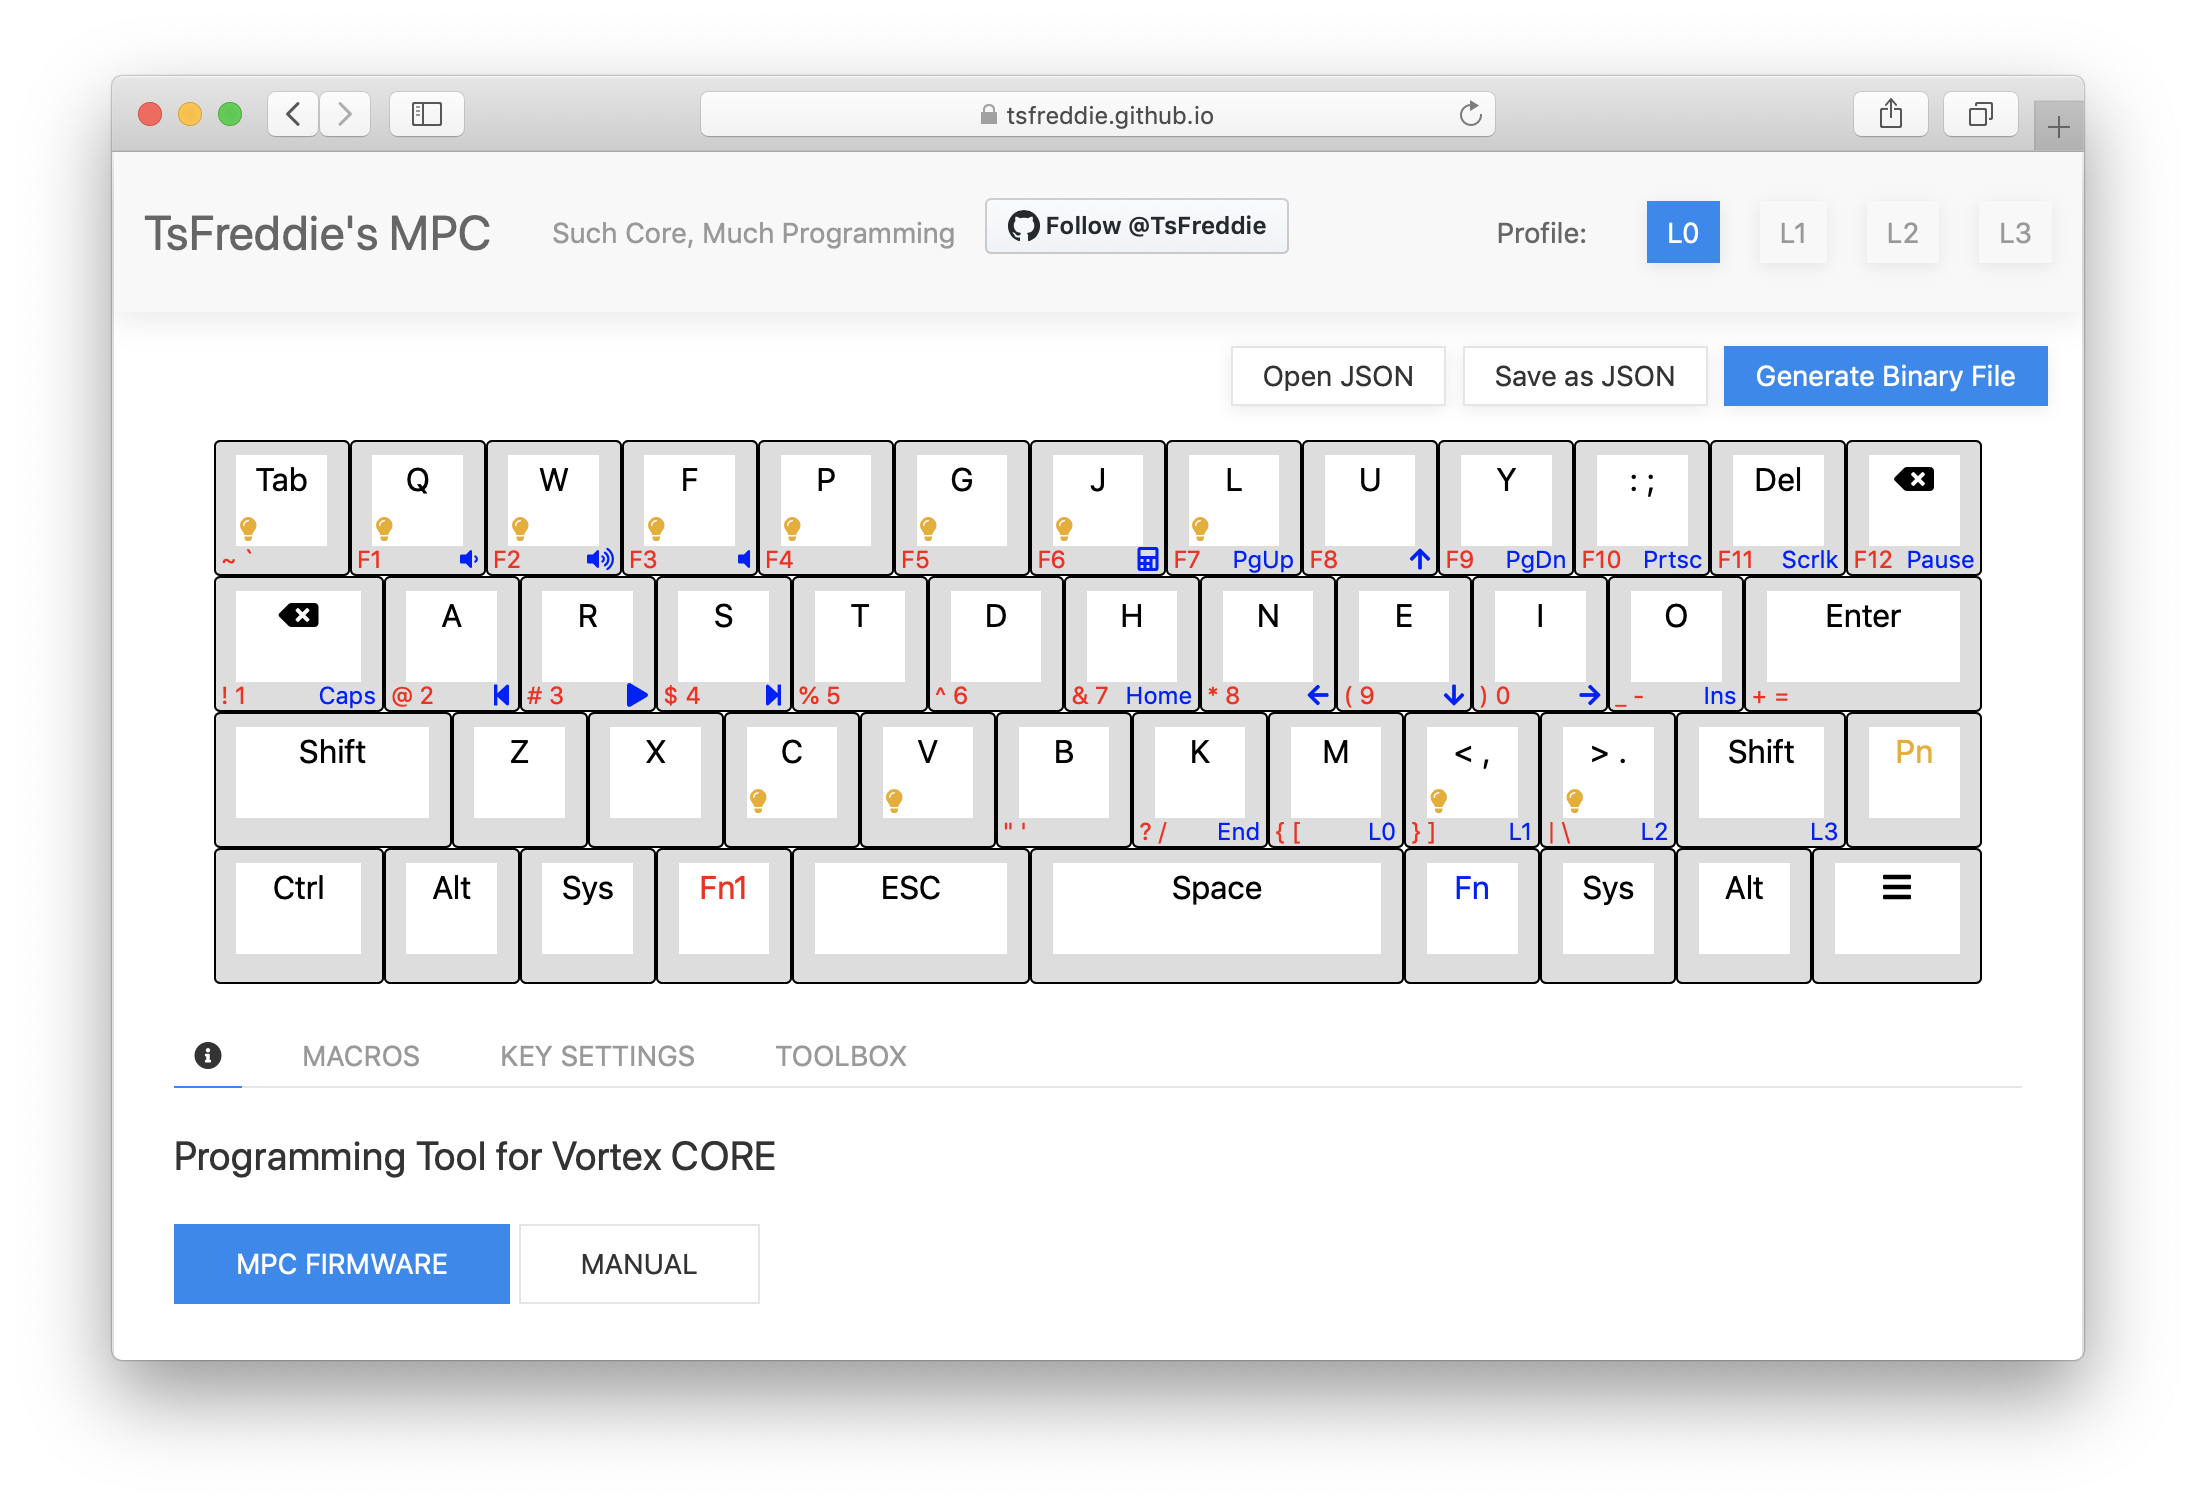 tsfreddie.github.io
TsFreddie's MPC Such Core, Much Programming Follow @TsFreddie Profile: L0 L1 L2 L3
Open JSON Save as JSON Generate Binary File
Tab Q W F P G J L U Y : ; Del
~ ` F1 F2 F3 F4 F5 F6 F7 PgUp F8 F9 PgDn F10 Prtsc F11 Scrlk F12 Pause
A R S T D H N E I O Enter
! 1 Caps @ 2 # 3 $ 4 % 5 ^ 6 & 7 Home * 8 ( 9 ) 0 _ - Ins + =
Shift Z X C V B K M < , > . Shift Pn
" ' ? / End { [ L0 } ] L1 | \ L2 L3
Ctrl Alt Sys Fn1 ESC Space Fn Sys Alt
MACROS KEY SETTINGS TOOLBOX
Programming Tool for Vortex CORE
MPC FIRMWARE MANUAL